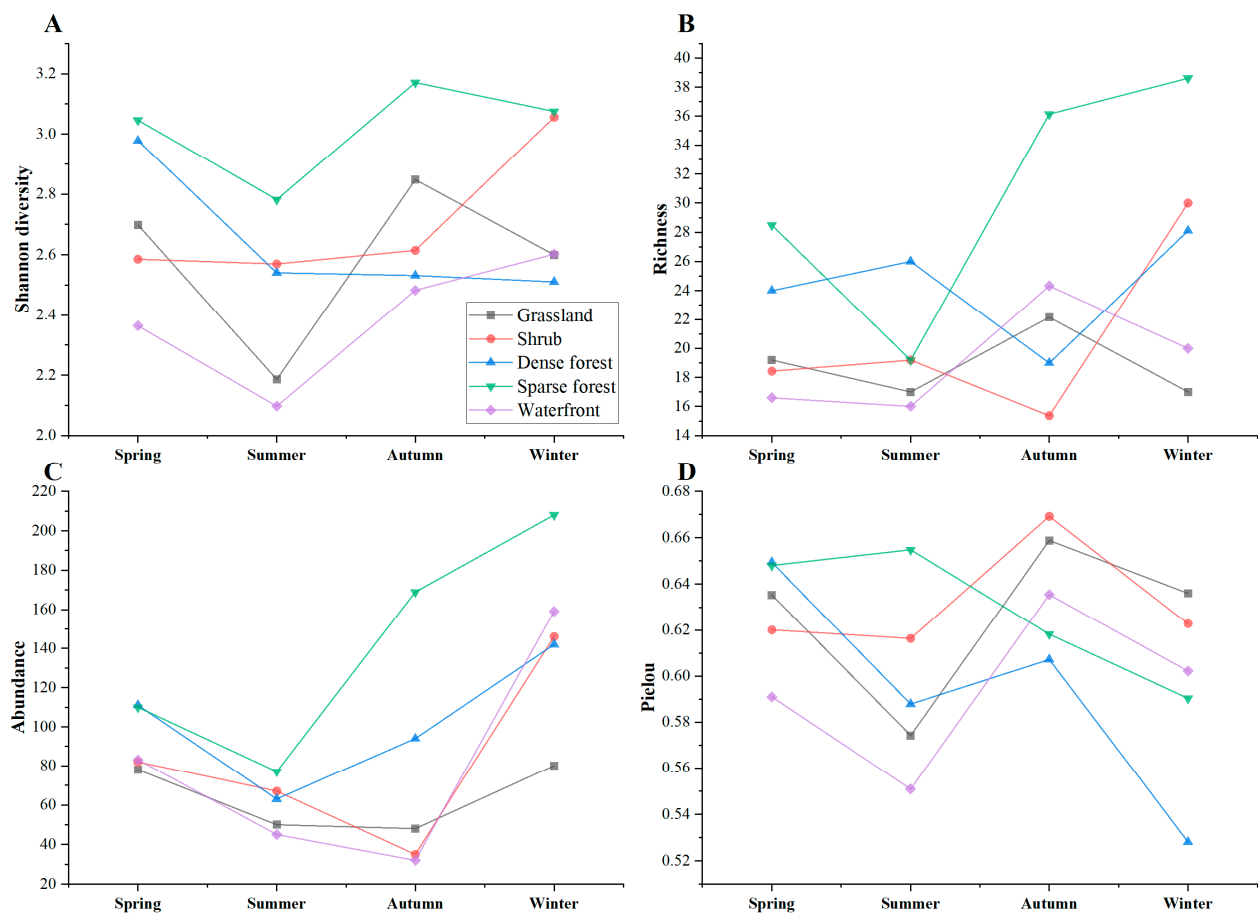 A
Shannon diversity
3.2
3.0
2.8
2.6
2.4
2.2
2.0
Spring Summer Autumn Winter
Grassland
Shrub
Dense forest
Sparse forest
Waterfront
B
Richness
38
36
34
32
30
28
26
24
22
20
18
16
14
Spring Summer Autumn Winter
C
Abundance
220
200
180
160
140
120
100
80
60
40
20
Spring Summer Autumn Winter
D
Piclou
0.68
0.66
0.64
0.62
0.60
0.58
0.56
0.54
0.52
Spring Summer Autumn Winter